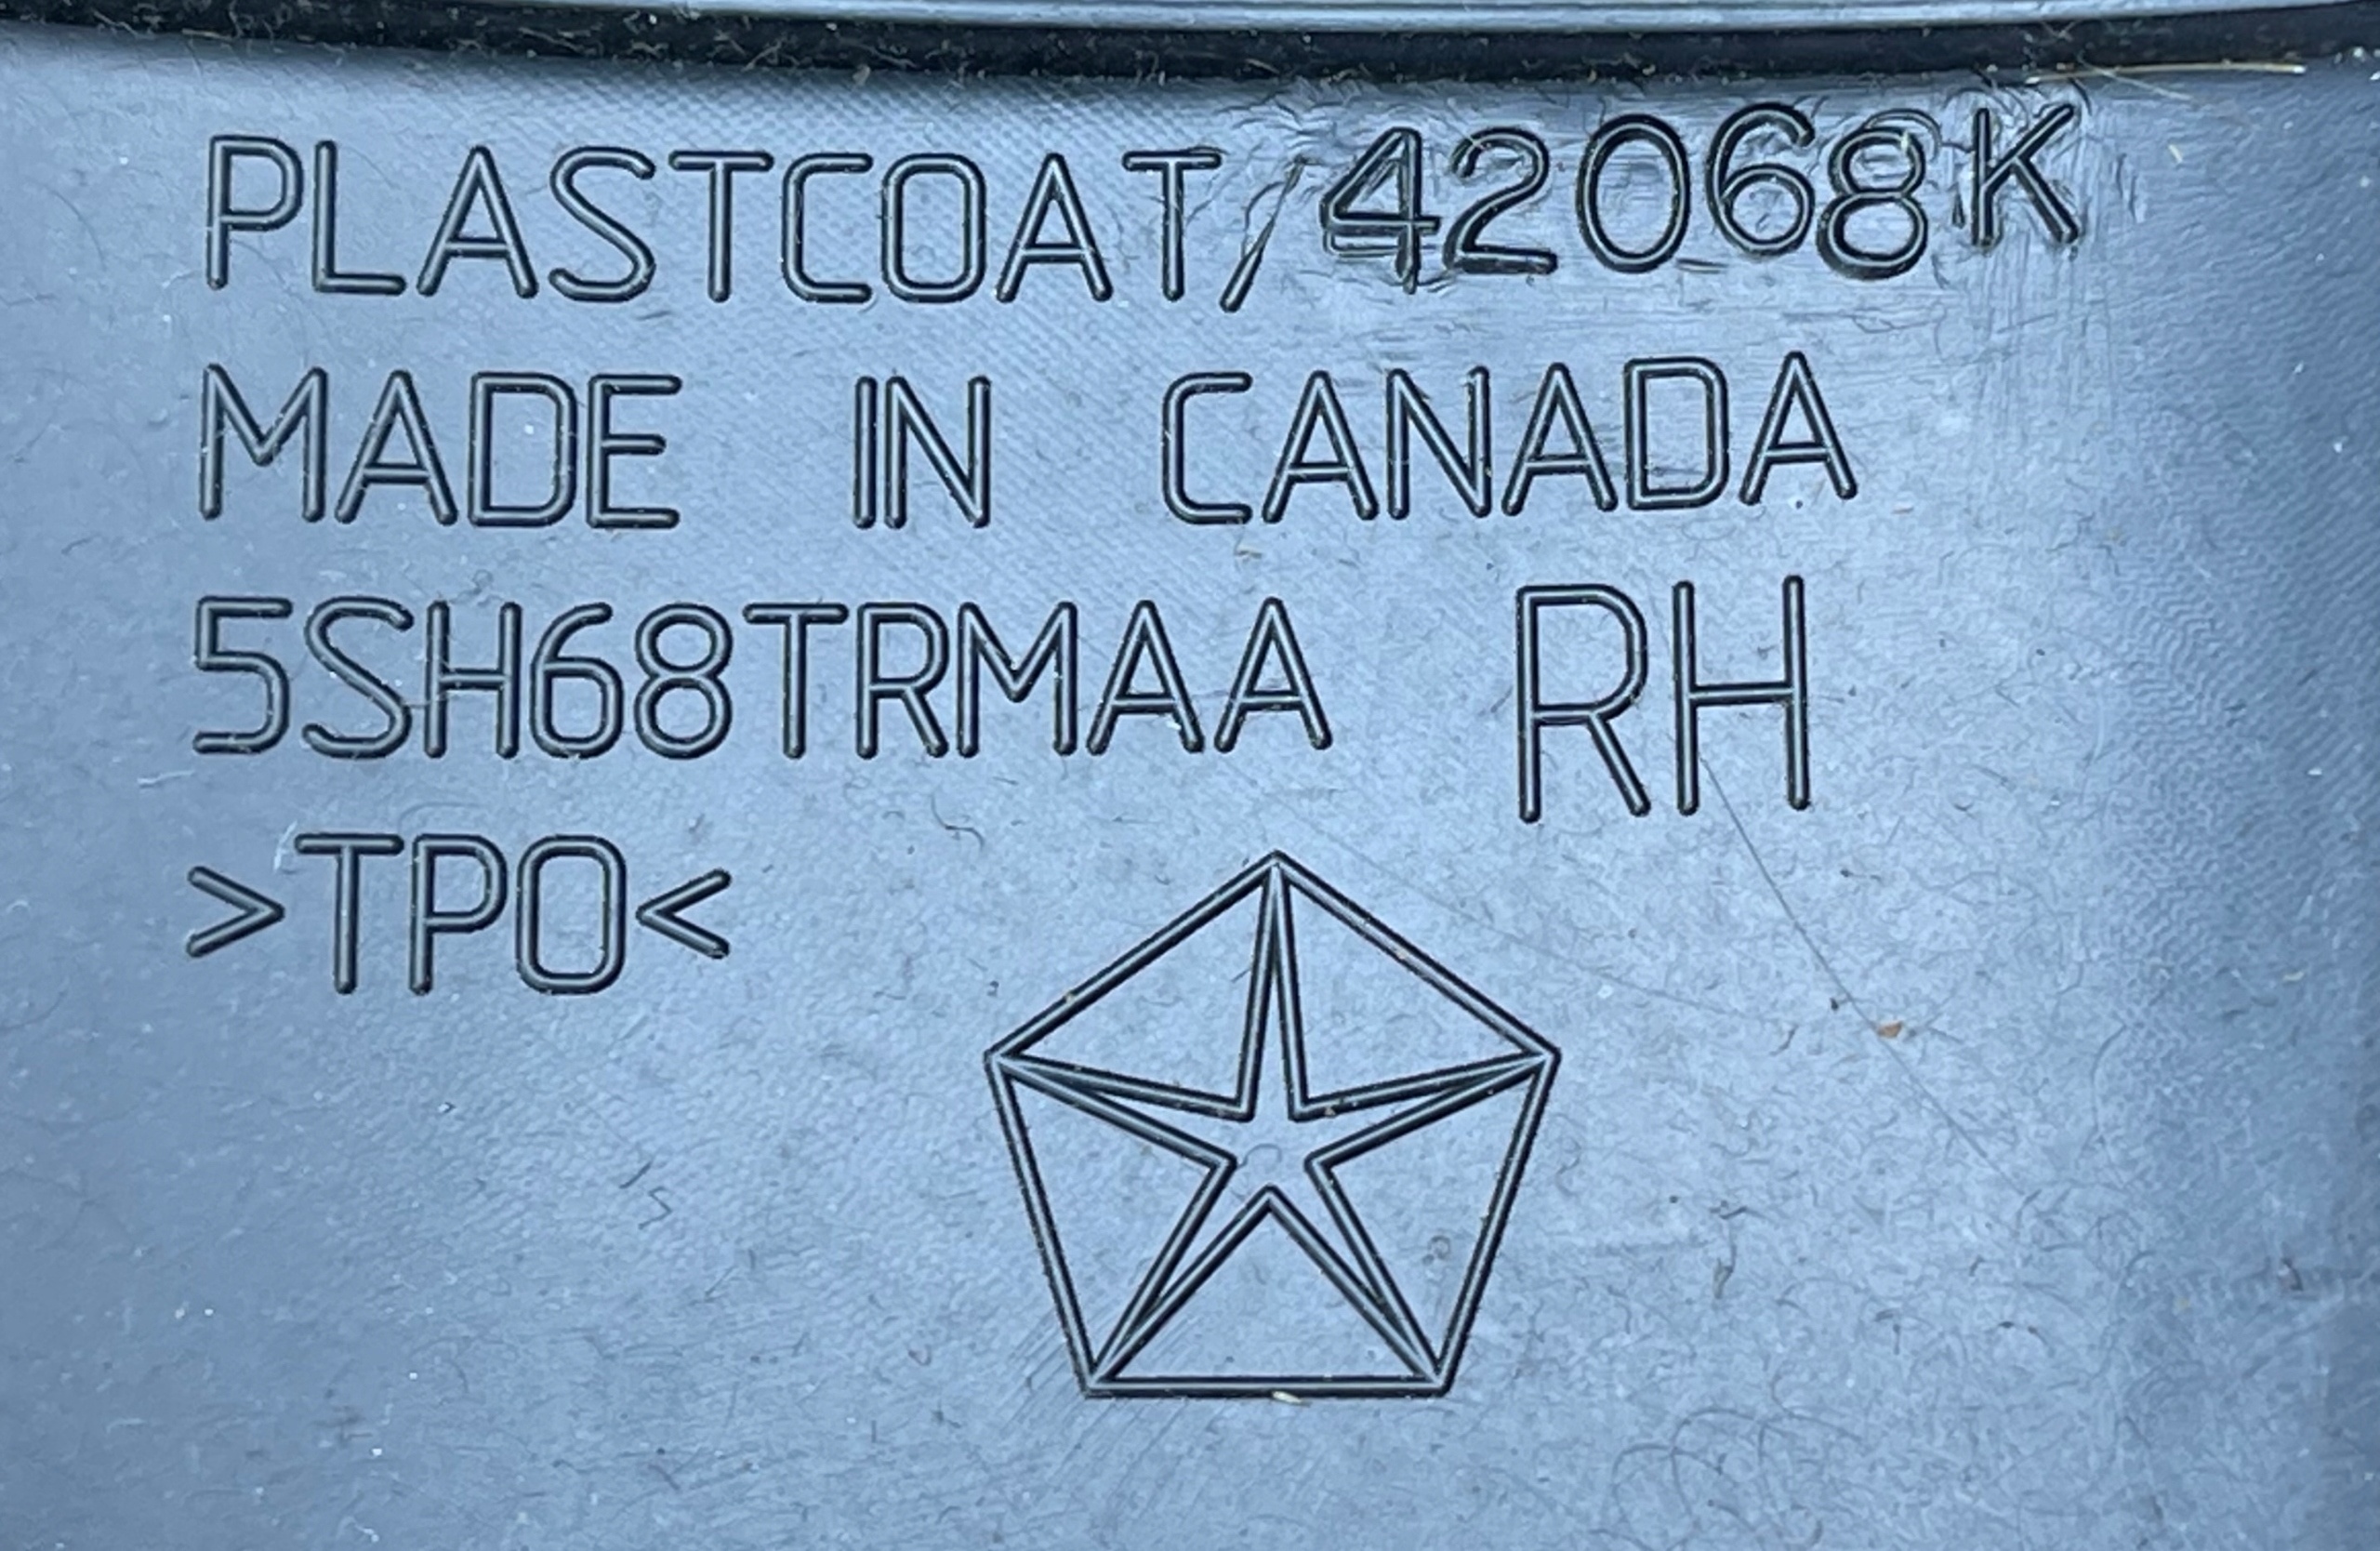 PLASTCOAT/42068K
MADE IN CANADA
5SH68TRMAA RH
>TPO<